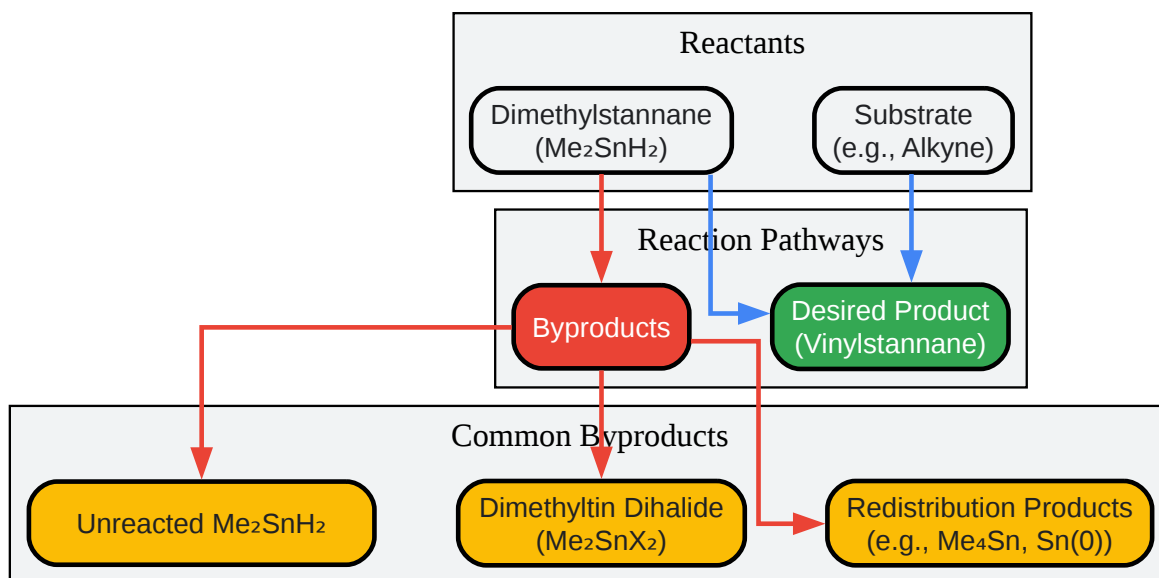 Reactants
Dimethylstannane
(Me₂SnH₂)
Substrate
(e.g., Alkyne)
Reaction Pathways
Byproducts
Desired Product
(Vinylstannane)
Common Byproducts
Unreacted Me₂SnH₂
Dimethyltin Dihalide
(Me₂SnX₂)
Redistribution Products
(e.g., Me₄Sn, Sn(0))